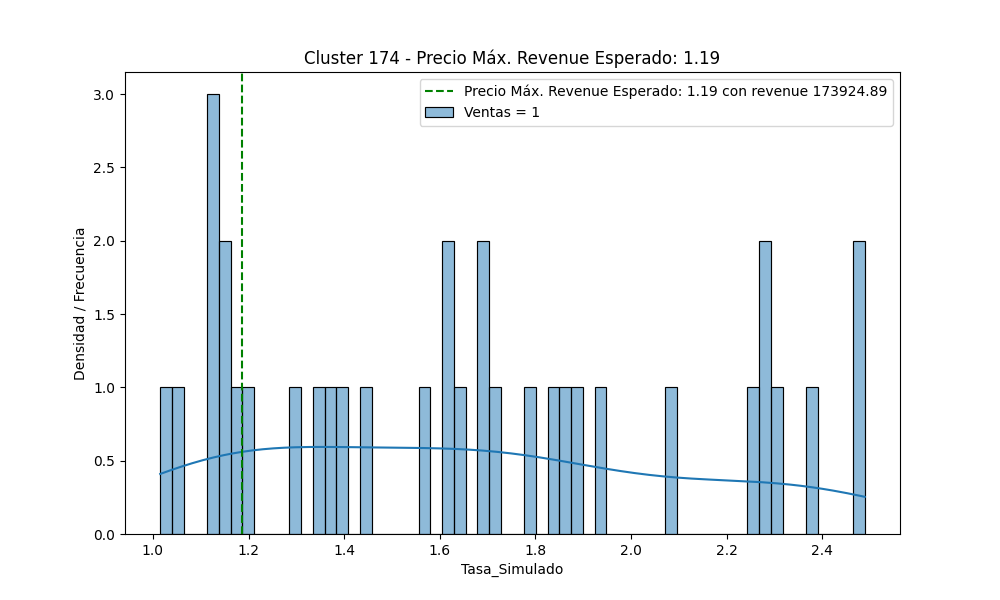 Cluster 174 - Precio Máx. Revenue Esperado: 1.19
Precio Máx. Revenue Esperado: 1.19 con revenue 173924.89
Ventas = 1
Densidad / Frecuencia
3.0
2.5
2.0
1.5
1.0
0.5
0.0
1.0 1.2 1.4 1.6 1.8 2.0 2.2 2.4
Tasa_Simulado